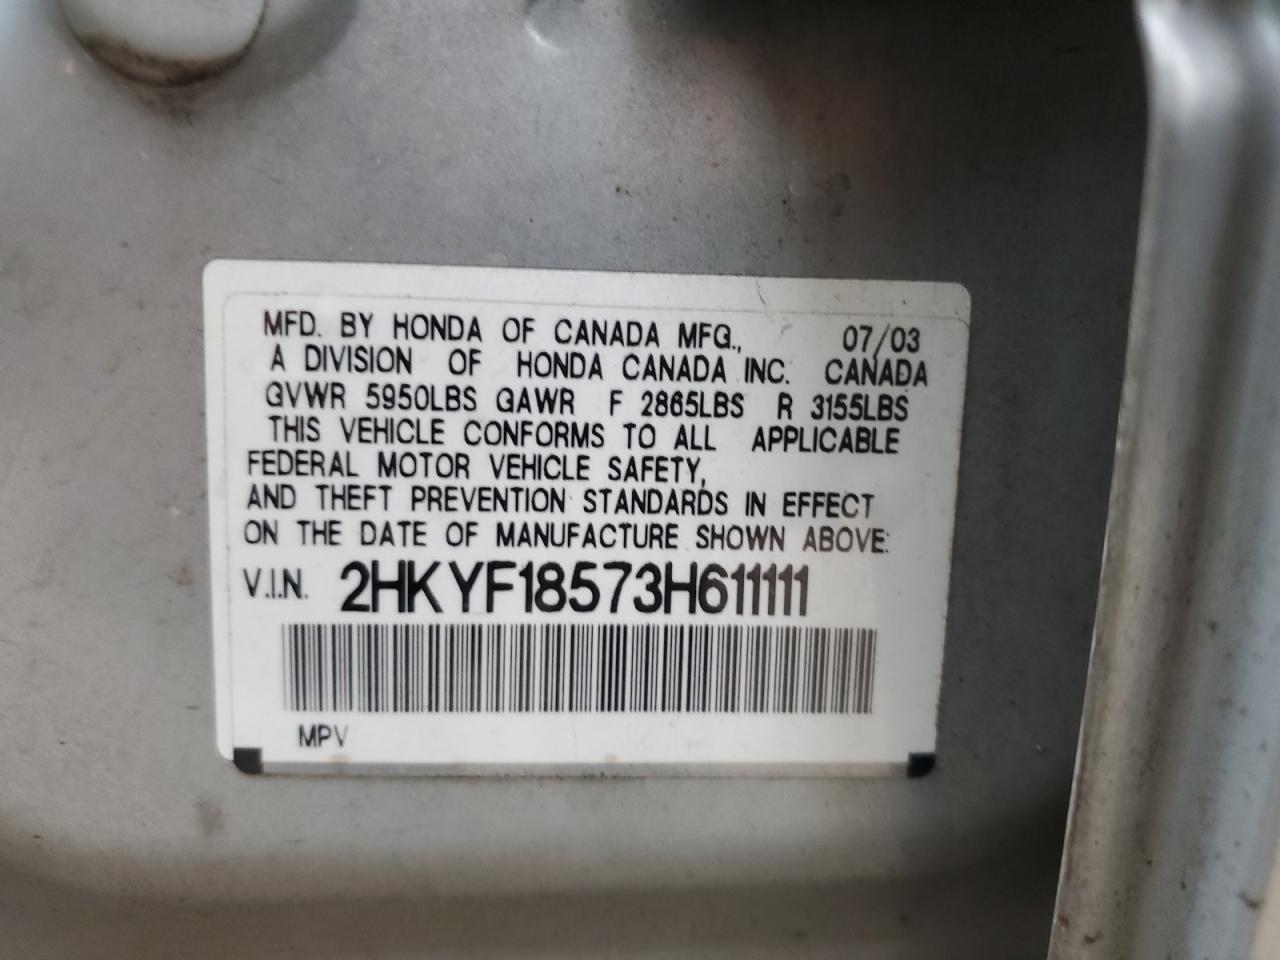 MFD. BY HONDA OF CANADA MFG., 07/03
A DIVISION OF HONDA CANADA INC. CANADA
GVWR 5950LBS GAWR F 2865LBS R 3155LBS
THIS VEHICLE CONFORMS TO ALL APPLICABLE
FEDERAL MOTOR VEHICLE SAFETY,
AND THEFT PREVENTION STANDARDS IN EFFECT
ON THE DATE OF MANUFACTURE SHOWN ABOVE:
V.I.N. 2HKYF18573H611111
MPV